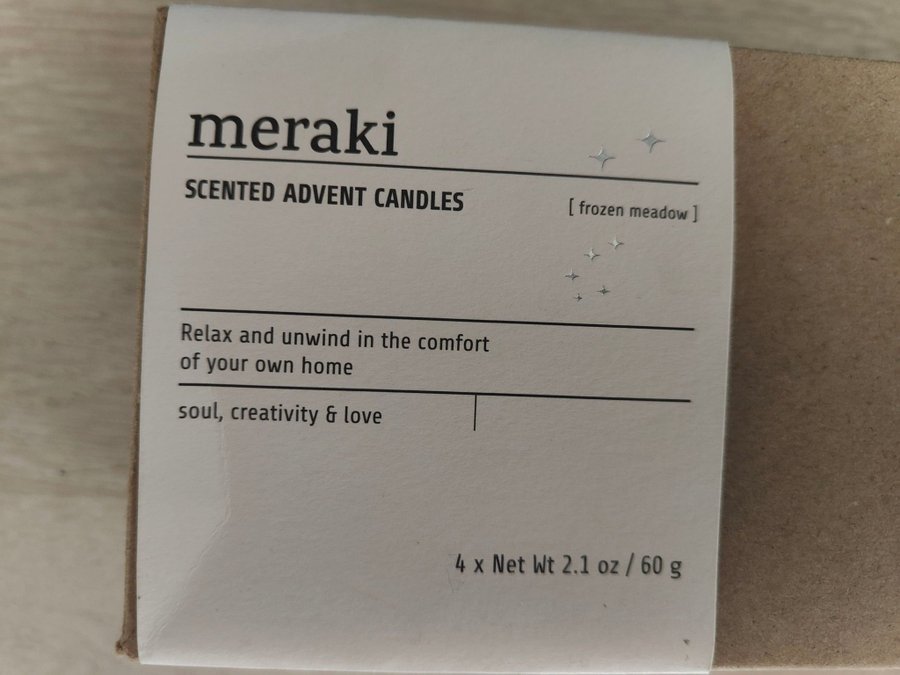 meraki
SCENTED ADVENT CANDLES
[ frozen meadow ]
Relax and unwind in the comfort
of your own home
soul, creativity & love
4 x Net Wt 2.1 oz / 60 g